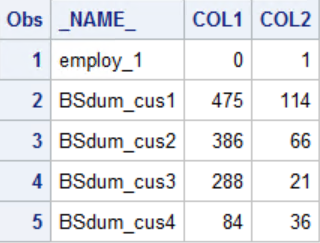 Obs _NAME_ COL1 COL2
1 employ_1 0 1
2 BSdum_cus1 475 114
3 BSdum_cus2 386 66
4 BSdum_cus3 288 21
5 BSdum_cus4 84 36